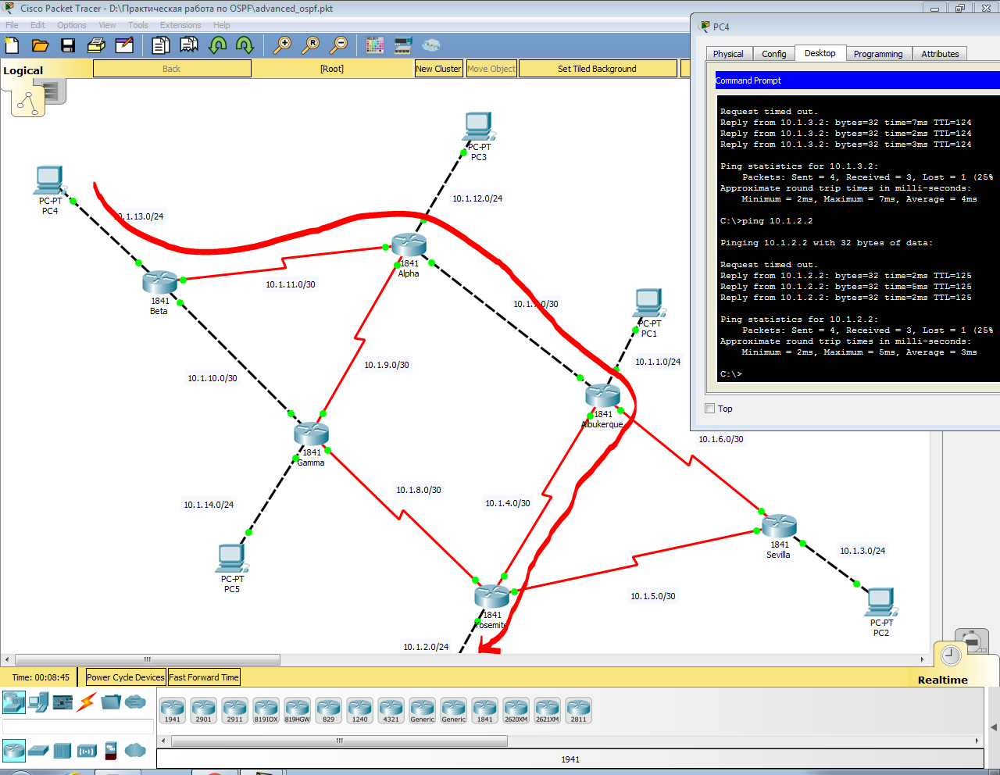 Cisco Packet Tracer - D:\Практическая работа по OSPF\advanced_ospf.pkt
File Edit Options View Tools Extensions Help
Logical
Back
[Root]
New Cluster
Move Object
Set Tiled Background
PC4
Physical
Config
Desktop
Programming
Attributes
Command Prompt
Request timed out.
Reply from 10.1.3.2: bytes=32 time=7ms TTL=124
Reply from 10.1.3.2: bytes=32 time=2ms TTL=124
Reply from 10.1.3.2: bytes=32 time=3ms TTL=124
Ping statistics for 10.1.3.2:
Packets: Sent = 4, Received = 3, Lost = 1 (25%
Approximate round trip times in milli-seconds:
Minimum = 2ms, Maximum = 7ms, Average = 4ms
C:\>ping 10.1.2.2
Pinging 10.1.2.2 with 32 bytes of data:
Request timed out.
Reply from 10.1.2.2: bytes=32 time=2ms TTL=125
Reply from 10.1.2.2: bytes=32 time=5ms TTL=125
Reply from 10.1.2.2: bytes=32 time=2ms TTL=125
Ping statistics for 10.1.2.2:
Packets: Sent = 4, Received = 3, Lost = 1 (25%
Approximate round trip times in milli-seconds:
Minimum = 2ms, Maximum = 5ms, Average = 3ms
C:\>
Top
PC-PT
PC3
10.1.12.0/24
PC-PT
PC4
10.1.13.0/24
1841
Alpha
10.1.11.0/30
1841
Beta
PC-PT
PC1
10.1.1.0/24
10.1.9.0/30
10.1.10.0/30
1841
Albukerque
1841
Gamma
10.1.6.0/30
10.1.8.0/30
10.1.4.0/30
10.1.14.0/24
1841
Sevilla
10.1.3.0/24
PC-PT
PC5
10.1.5.0/30
1841
Yosemite
PC-PT
PC2
10.1.2.0/24
Time: 00:08:45
Power Cycle Devices
Fast Forward Time
Realtime
1941
2901
2911
819IOX
819HGW
829
1240
4321
Generic
Generic
1841
2620XM
2621XM
2811
1941